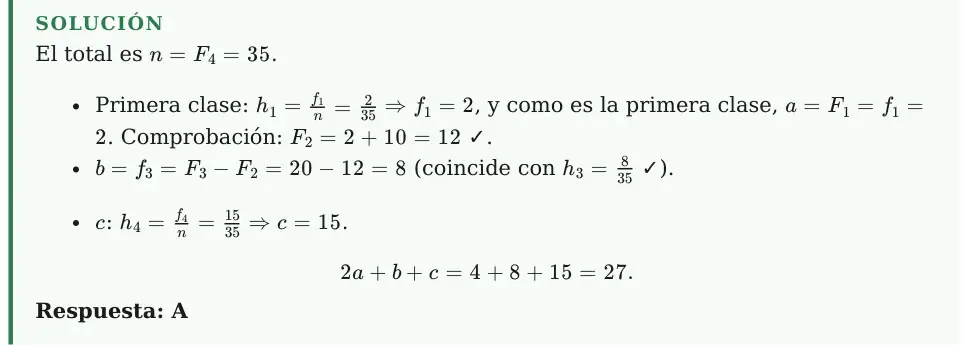 SOLUCIÓN
El total es n = F₄ = 35.
• Primera clase: h₁ = f₁/n = 2/35 ⇒ f₁ = 2, y como es la primera clase, a = F₁ = f₁ =
2. Comprobación: F₂ = 2 + 10 = 12 ✓.
• b = f₃ = F₃ − F₂ = 20 − 12 = 8 (coincide con h₃ = 8/35 ✓).
• c: h₄ = f₄/n = 15/35 ⇒ c = 15.
2a + b + c = 4 + 8 + 15 = 27.
Respuesta: A